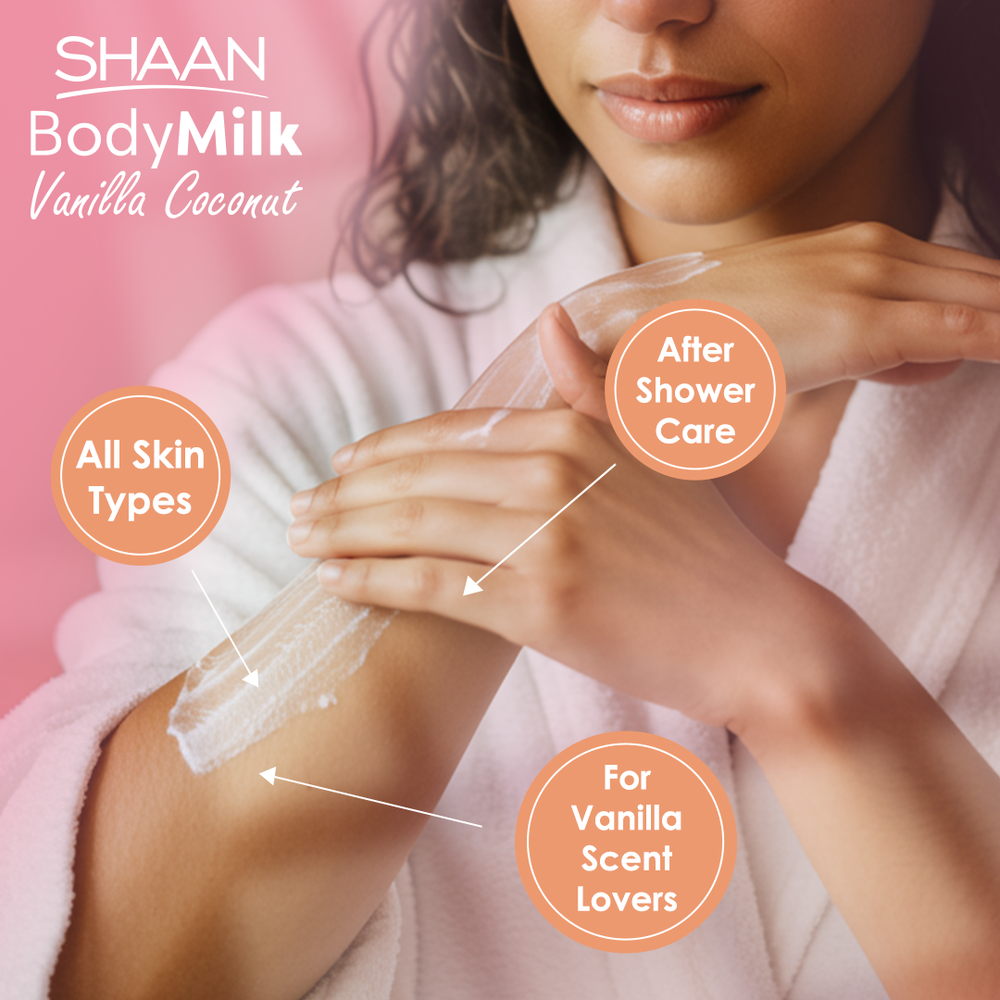 SHAAN
BodyMilk
Vanilla Coconut
After
Shower
Care
All Skin
Types
For
Vanilla
Scent
Lovers